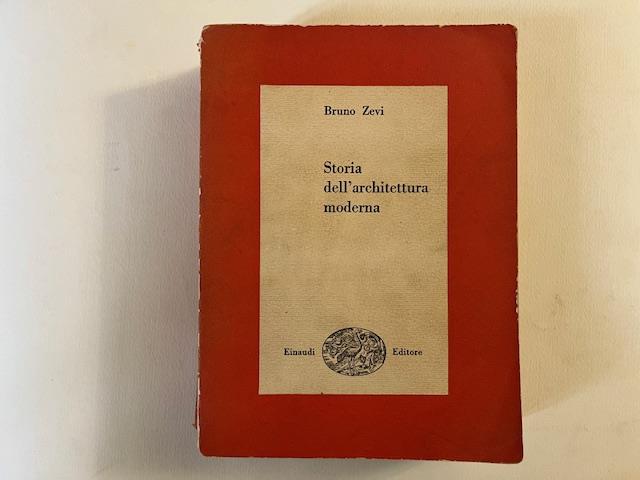 Bruno Zevi
Storia
dell'architettura
moderna
Einaudi Editore